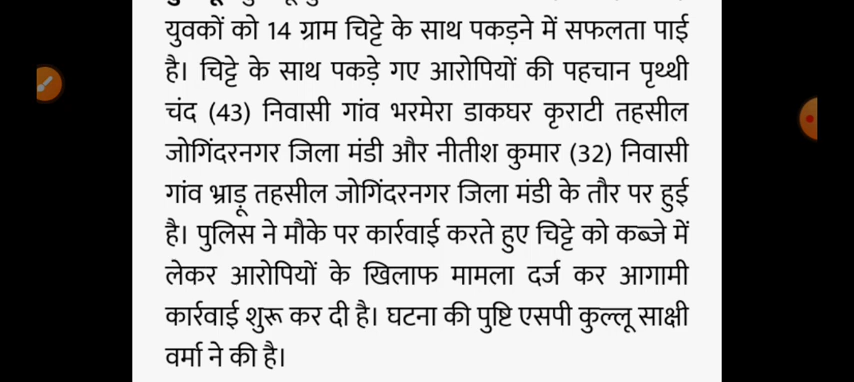 युवकों को 14 ग्राम चिट्टे के साथ पकड़ने में सफलता पाई
है। चिट्टे के साथ पकड़े गए आरोपियों की पहचान पृथ्थी
चंद (43) निवासी गांव भरमेरा डाकघर कृराटी तहसील
जोगिंदरनगर जिला मंडी और नीतीश कुमार (32) निवासी
गांव भ्राड़ू तहसील जोगिंदरनगर जिला मंडी के तौर पर हुई
है। पुलिस ने मौके पर कार्रवाई करते हुए चिट्टे को कब्जे में
लेकर आरोपियों के खिलाफ मामला दर्ज कर आगामी
कार्रवाई शुरू कर दी है। घटना की पुष्टि एसपी कुल्लू साक्षी
वर्मा ने की है।